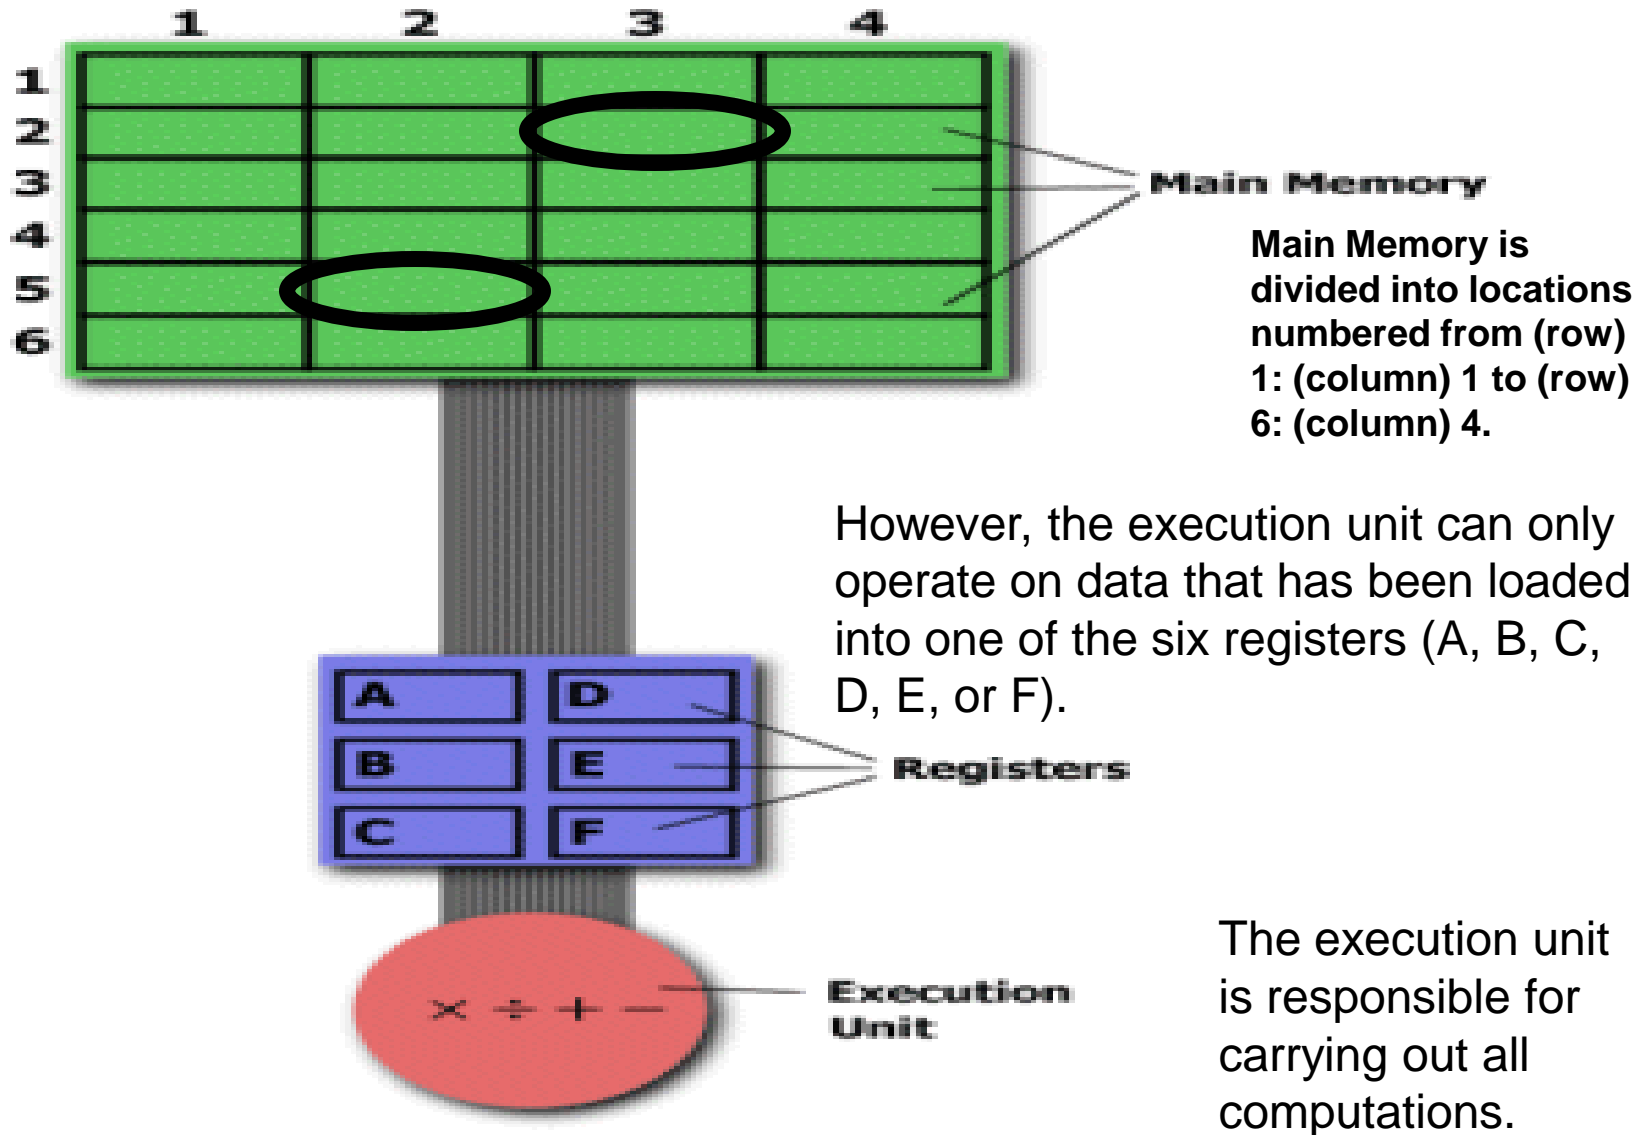 1 2 3 4
1
2
3
4
5
6
Main Memory
Main Memory is
divided into locations
numbered from (row)
1: (column) 1 to (row)
6: (column) 4.
However, the execution unit can only
operate on data that has been loaded
into one of the six registers (A, B, C,
D, E, or F).
A D
B E
C F
Registers
× ÷ + −
Execution
Unit
The execution unit
is responsible for
carrying out all
computations.